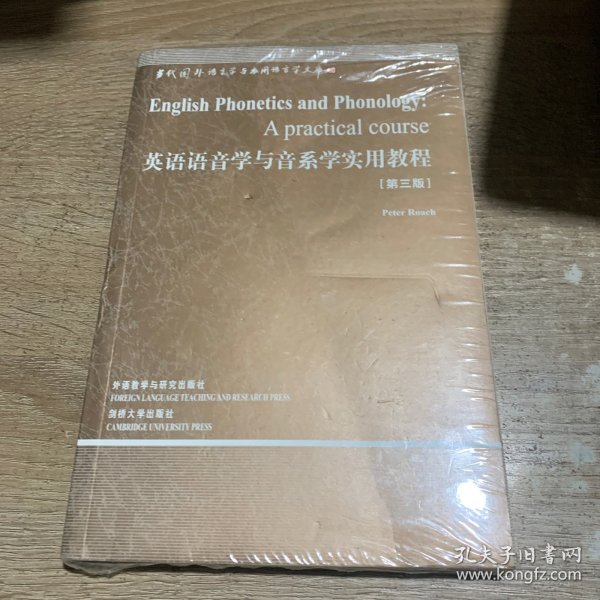 当代国外语言学与应用语言学文库
English Phonetics and Phonology:
A practical course
英语语音学与音系学实用教程
[第三版]
Peter Roach
外语教学与研究出版社
FOREIGN LANGUAGE TEACHING AND RESEARCH PRESS
剑桥大学出版社
CAMBRIDGE UNIVERSITY PRESS
孔夫子旧书网
www.kongfz.com